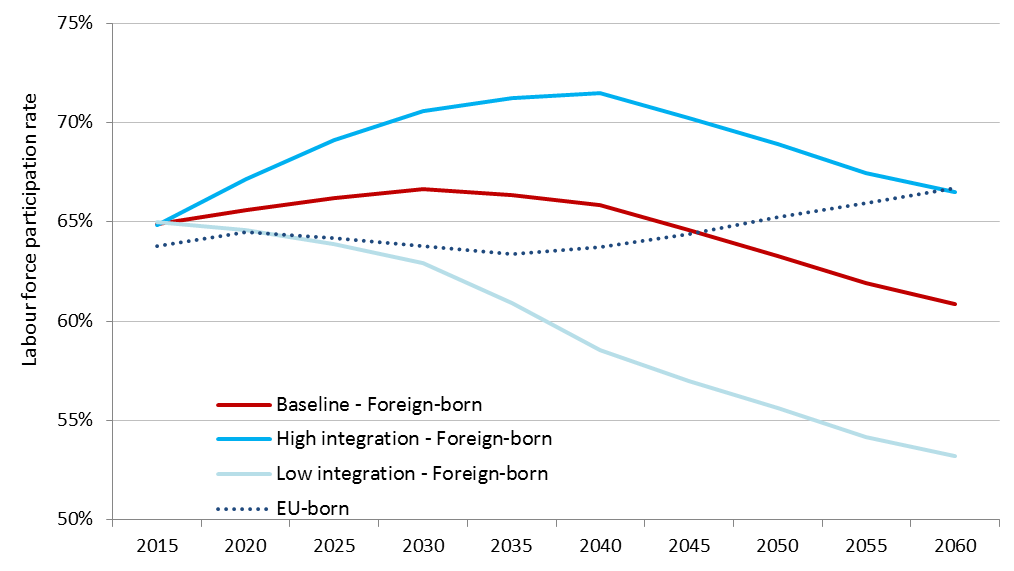 75%
70%
65%
60%
55%
50%
Labour force participation rate
Baseline - Foreign-born
High integration - Foreign-born
Low integration - Foreign-born
EU-born
2015 2020 2025 2030 2035 2040 2045 2050 2055 2060